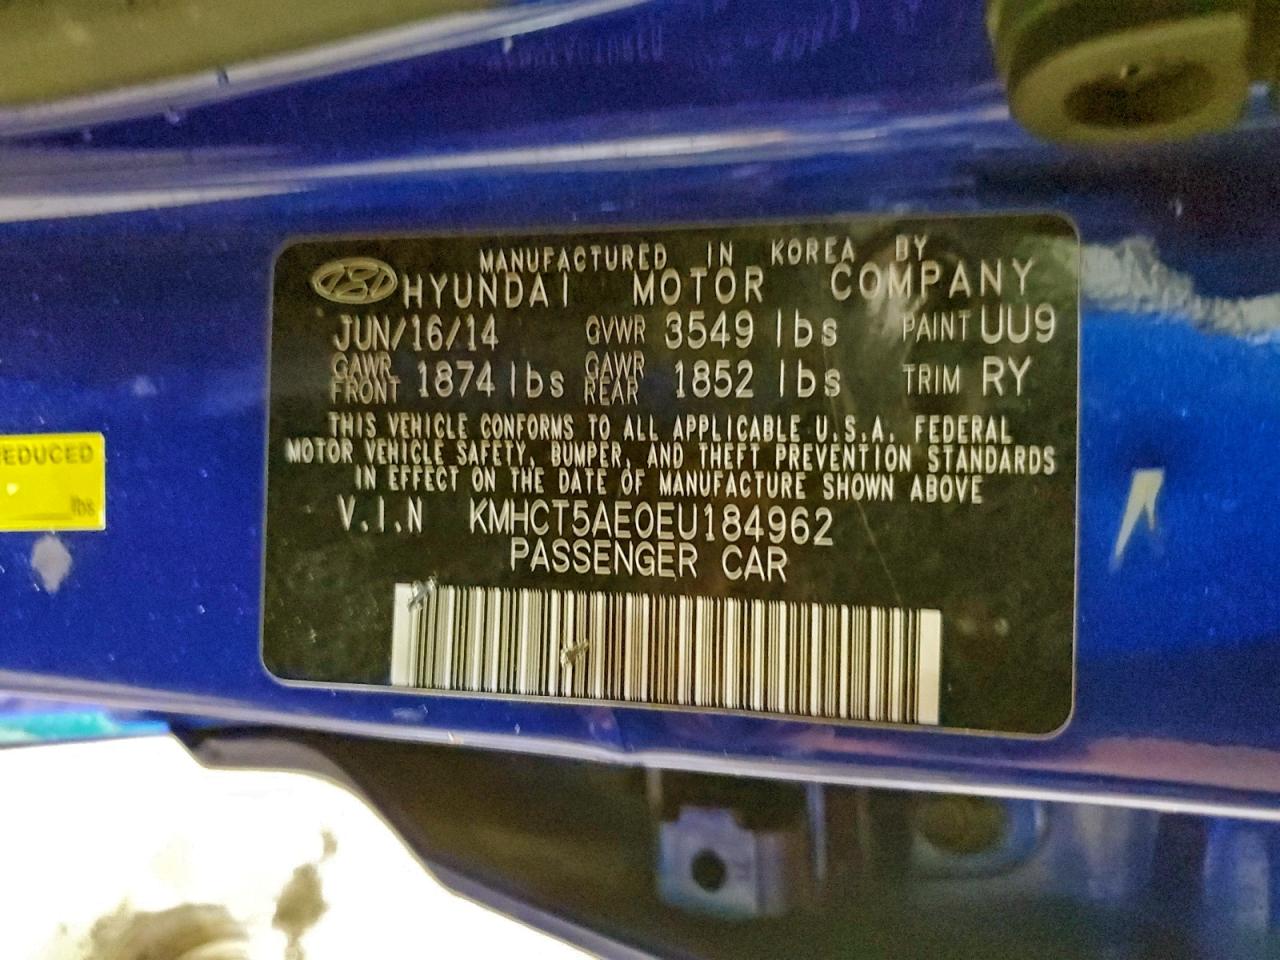 MANUFACTURED IN KOREA BY
HYUNDAI MOTOR COMPANY
JUN/16/14 GVWR 3549 lbs PAINT UU9
GAWR FRONT 1874 lbs GAWR REAR 1852 lbs TRIM RY
THIS VEHICLE CONFORMS TO ALL APPLICABLE U.S.A. FEDERAL
MOTOR VEHICLE SAFETY, BUMPER, AND THEFT PREVENTION STANDARDS
IN EFFECT ON THE DATE OF MANUFACTURE SHOWN ABOVE
V.I.N KMHCT5AE0EU184962
PASSENGER CAR
EDUCED
lbs